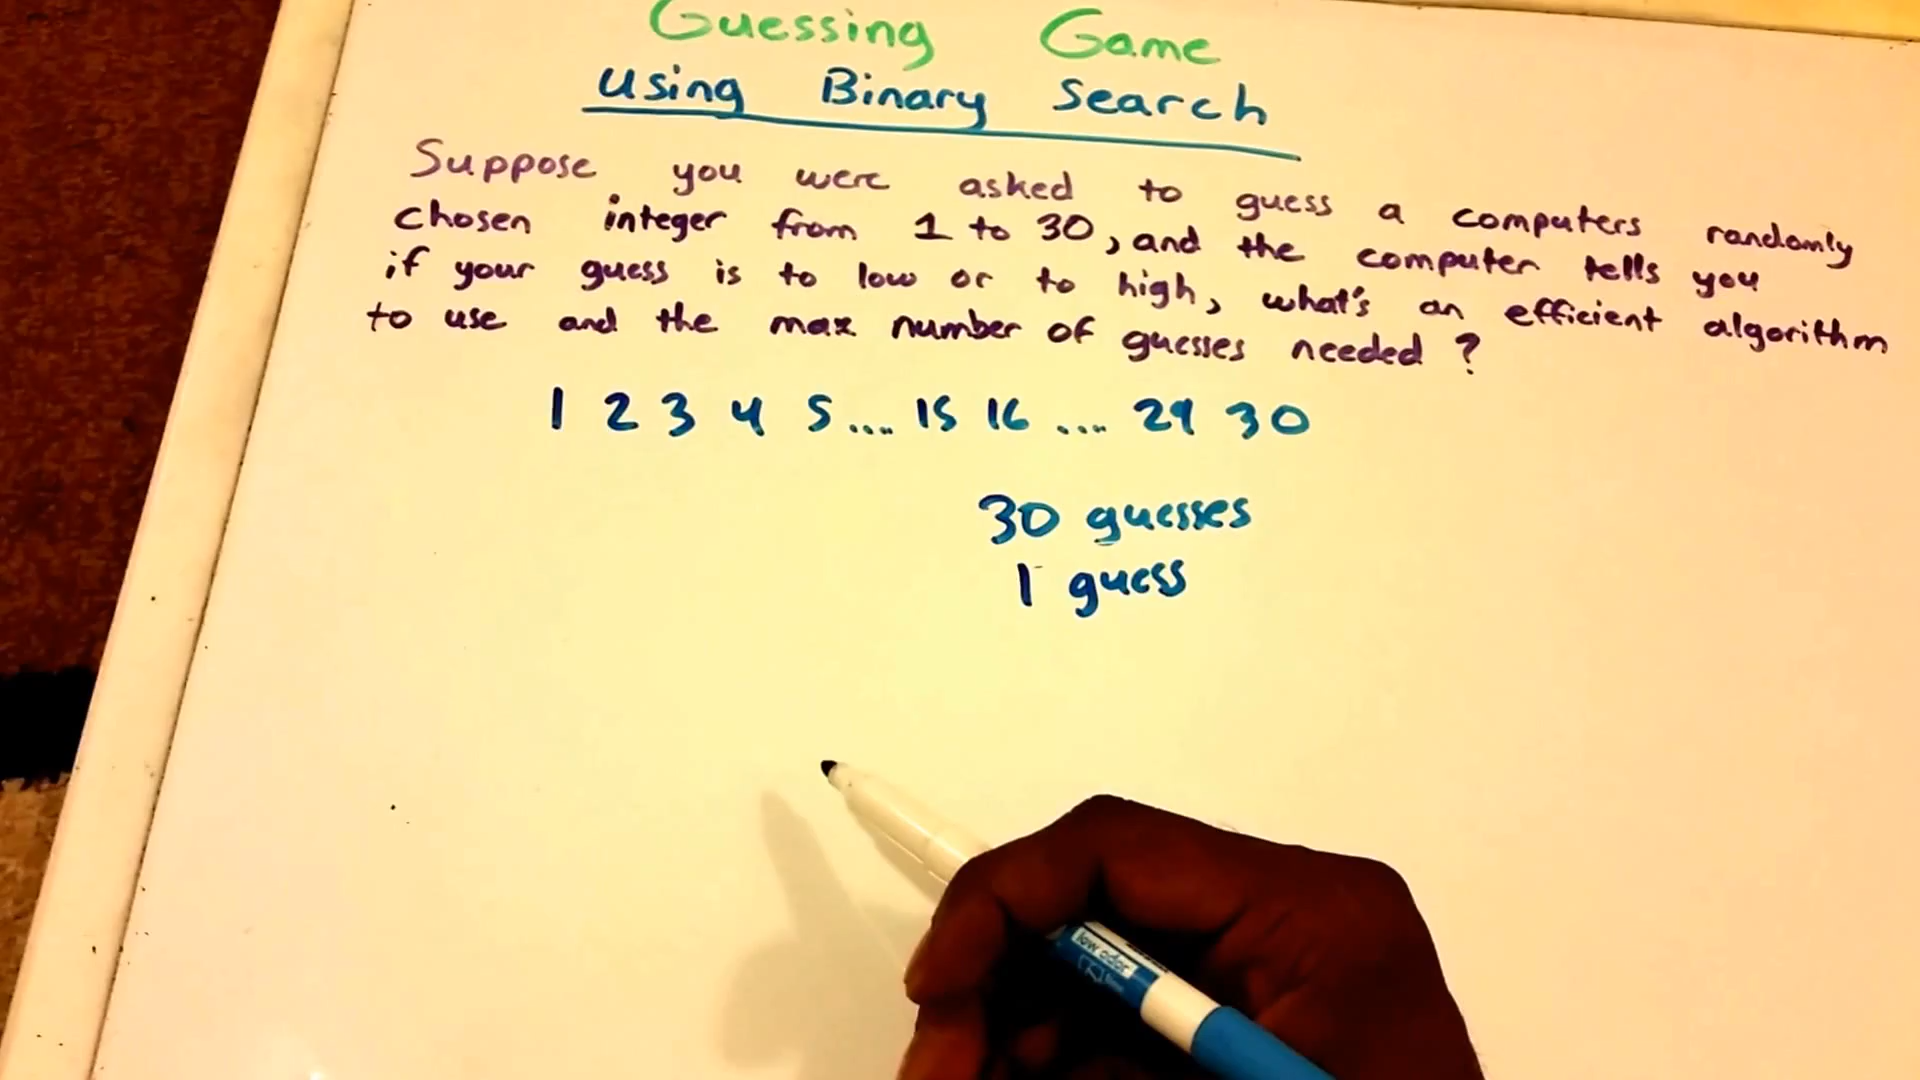 Guessing Game
using Binary Search
Suppose you were asked to guess a computers randomly
chosen integer from 1 to 30, and the computer tells you
if your guess is to low or to high, what's an efficient algorithm
to use and the max number of guesses needed?
1 2 3 4 5.... 15 16 .... 29 30
30 guesses
1 guess
low odor